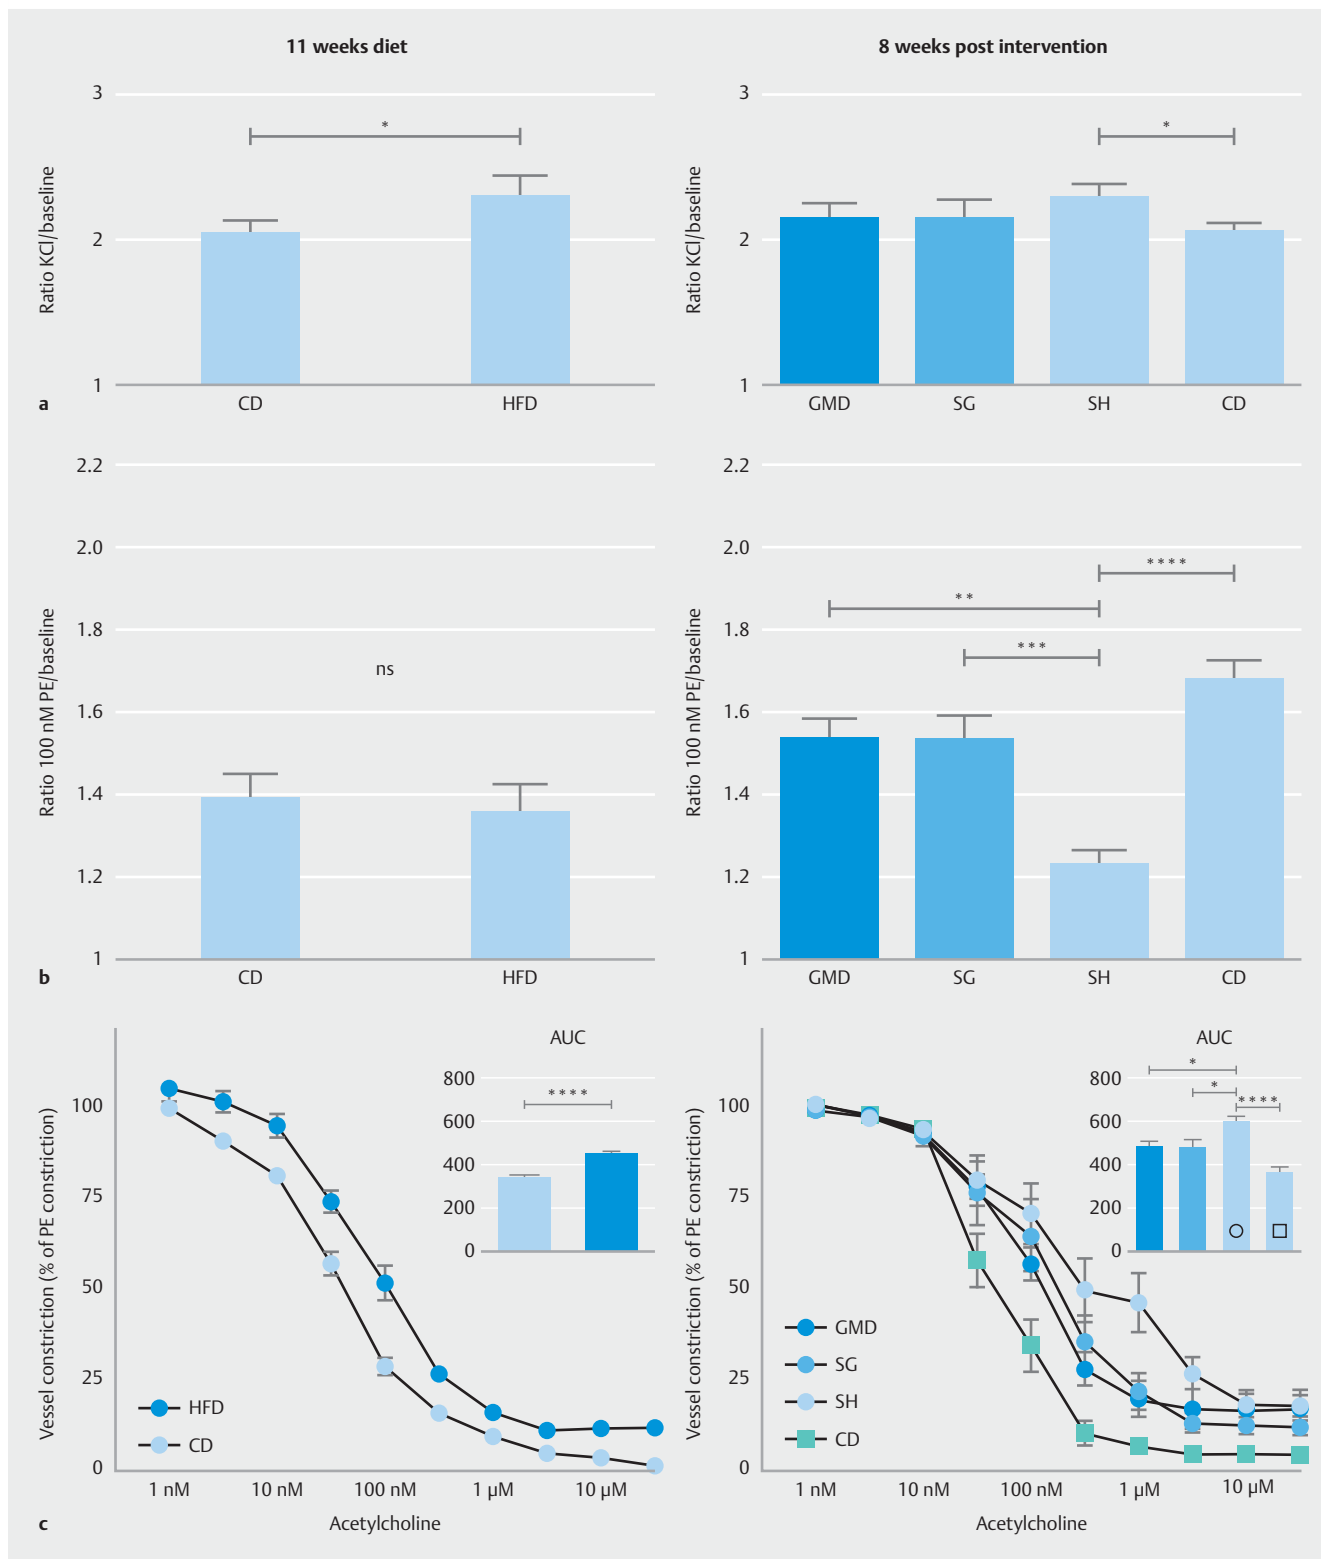 11 weeks diet
8 weeks post intervention
3
2
1
Ratio KCl/baseline
*
CD
HFD
a
3
2
1
Ratio KCl/baseline
*
GMD
SG
SH
CD
2.2
2.0
1.8
1.6
1.4
1.2
1
Ratio 100 nM PE/baseline
ns
CD
HFD
b
2.2
2.0
1.8
1.6
1.4
1.2
1
Ratio 100 nM PE/baseline
****
**
***
GMD
SG
SH
CD
100
75
50
25
0
Vessel constriction (% of PE constriction)
AUC
800
600
400
200
0
****
HFD
CD
1 nM
10 nM
100 nM
1 µM
10 µM
Acetylcholine
c
100
75
50
25
0
Vessel constriction (% of PE constriction)
AUC
800
600
400
200
0
*
*
****
GMD
SG
SH
CD
1 nM
10 nM
100 nM
1 µM
10 µM
Acetylcholine